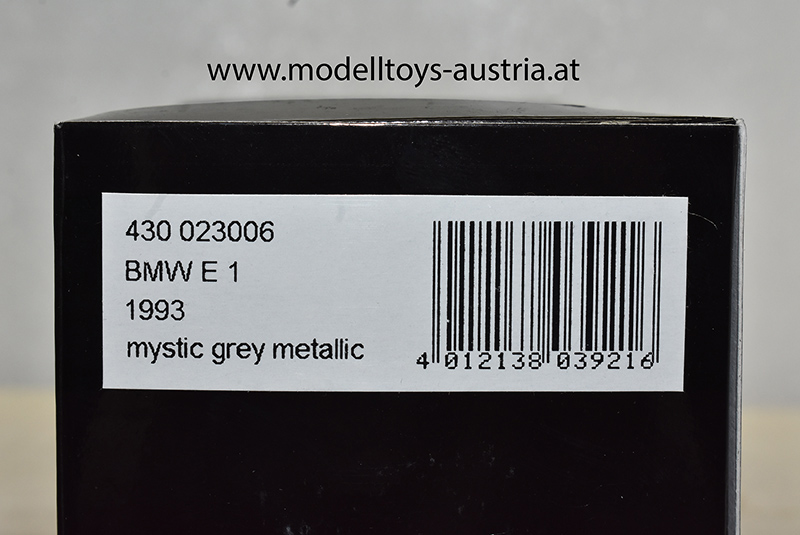 www.modelltoys-austria.at
430 023006
BMW E 1
1993
mystic grey metallic
4 012138 039216